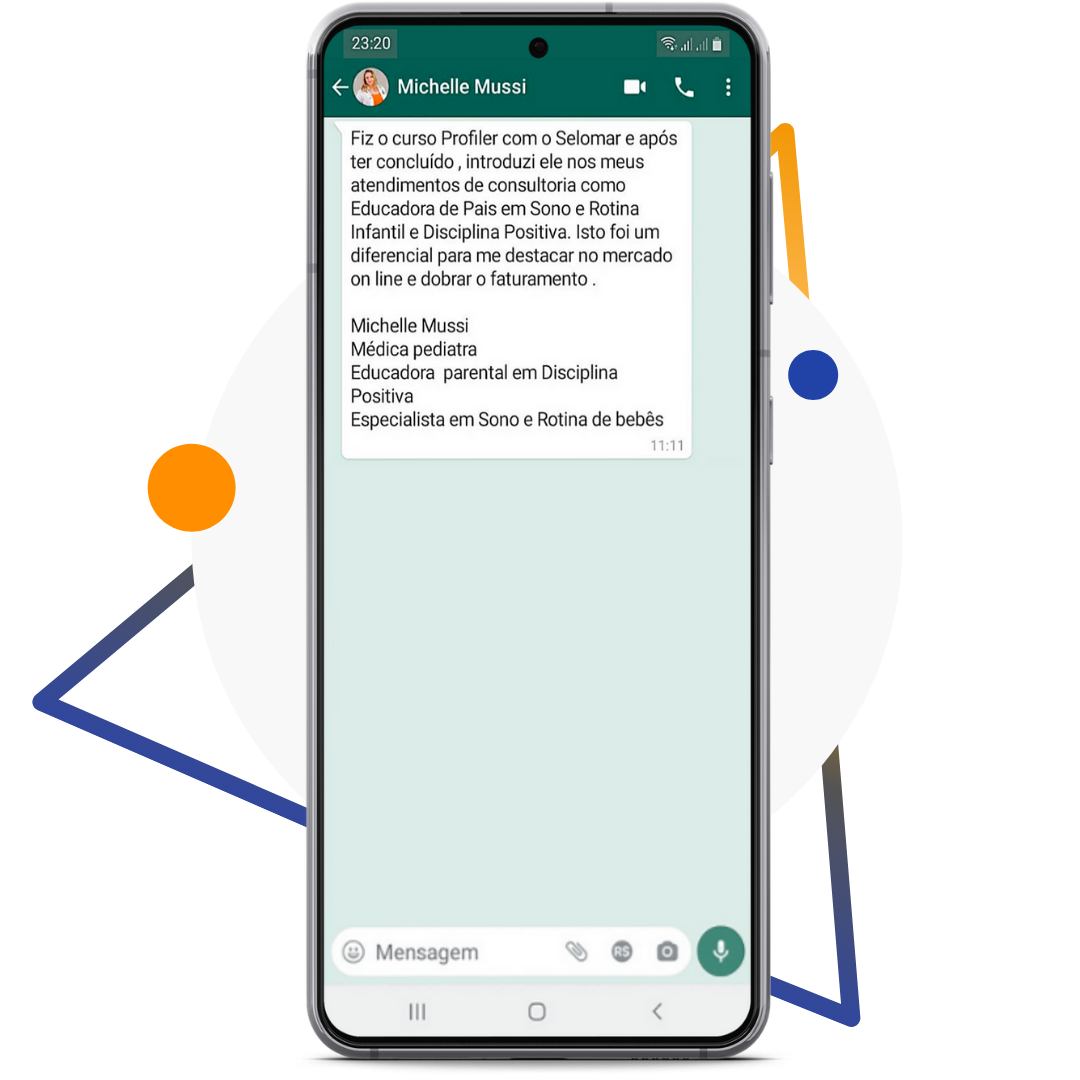 23:20
Michelle Mussi
Fiz o curso Profiler com o Selomar e após
ter concluído , introduzi ele nos meus
atendimentos de consultoria como
Educadora de Pais em Sono e Rotina
Infantil e Disciplina Positiva. Isto foi um
diferencial para me destacar no mercado
on line e dobrar o faturamento .
Michelle Mussi
Médica pediatra
Educadora  parental em Disciplina
Positiva
Especialista em Sono e Rotina de bebês
11:11
Mensagem
R$